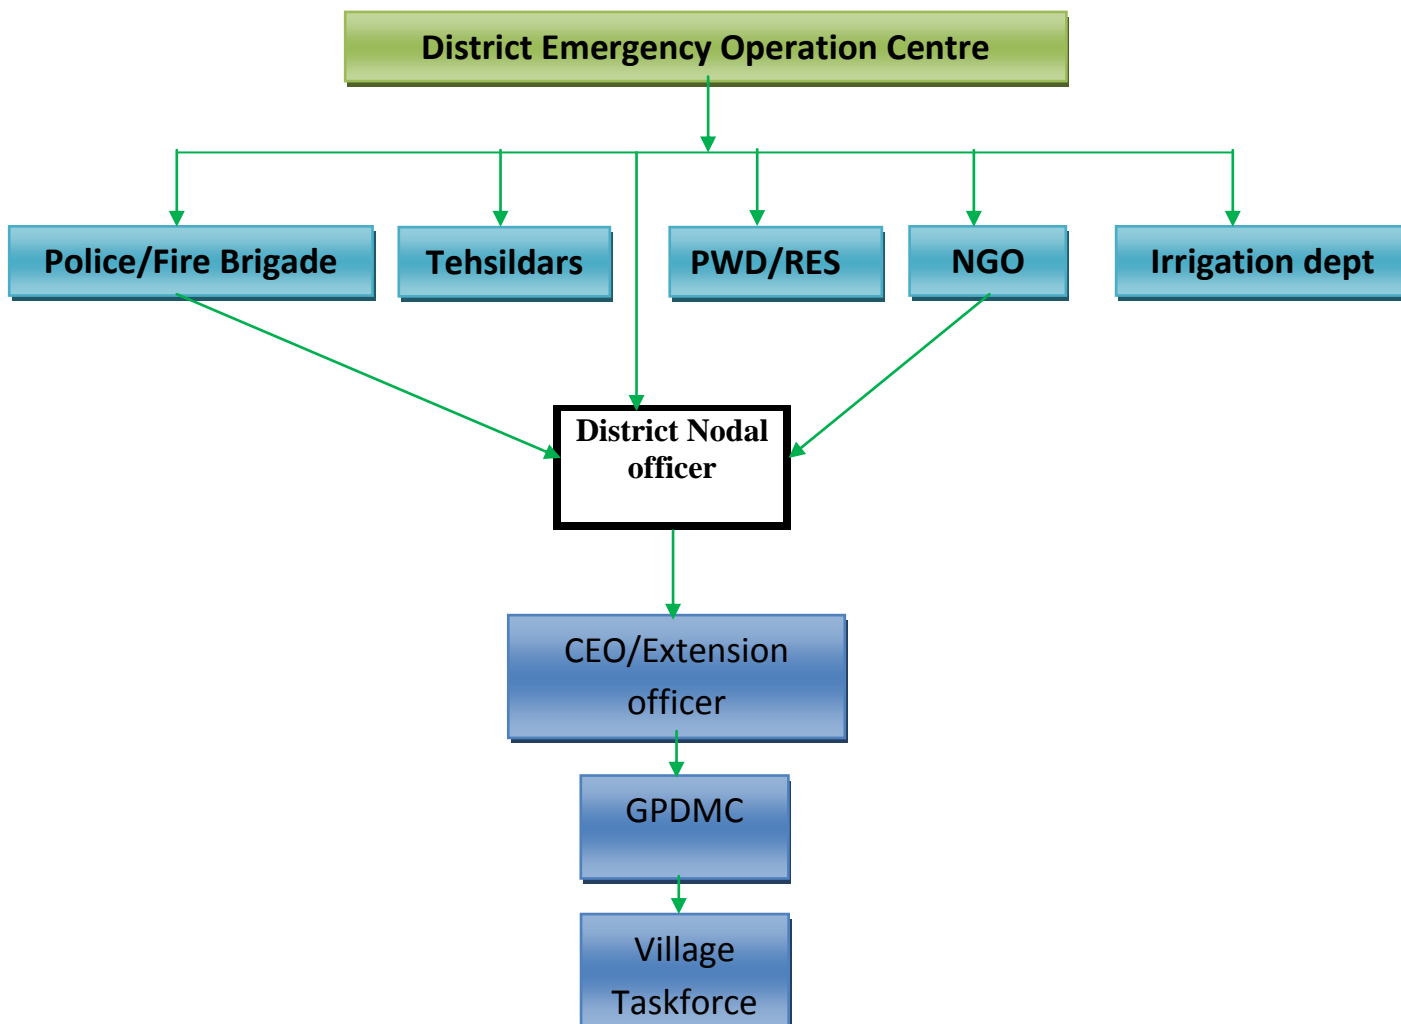 District Emergency Operation Centre
Police/Fire Brigade
Tehsildars
PWD/RES
NGO
Irrigation dept
District Nodal
officer
CEO/Extension
officer
GPDMC
Village
Taskforce